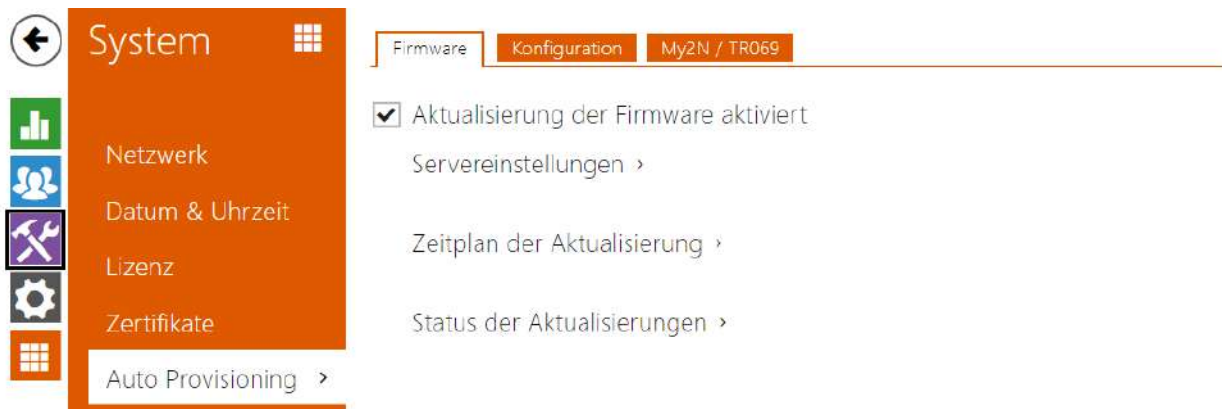 System
Netzwerk
Datum & Uhrzeit
Lizenz
Zertifikate
Auto Provisioning
Firmware
Konfiguration
My2N / TR069
Aktualisierung der Firmware aktiviert
Servereinstellungen ›
Zeitplan der Aktualisierung ›
Status der Aktualisierungen ›